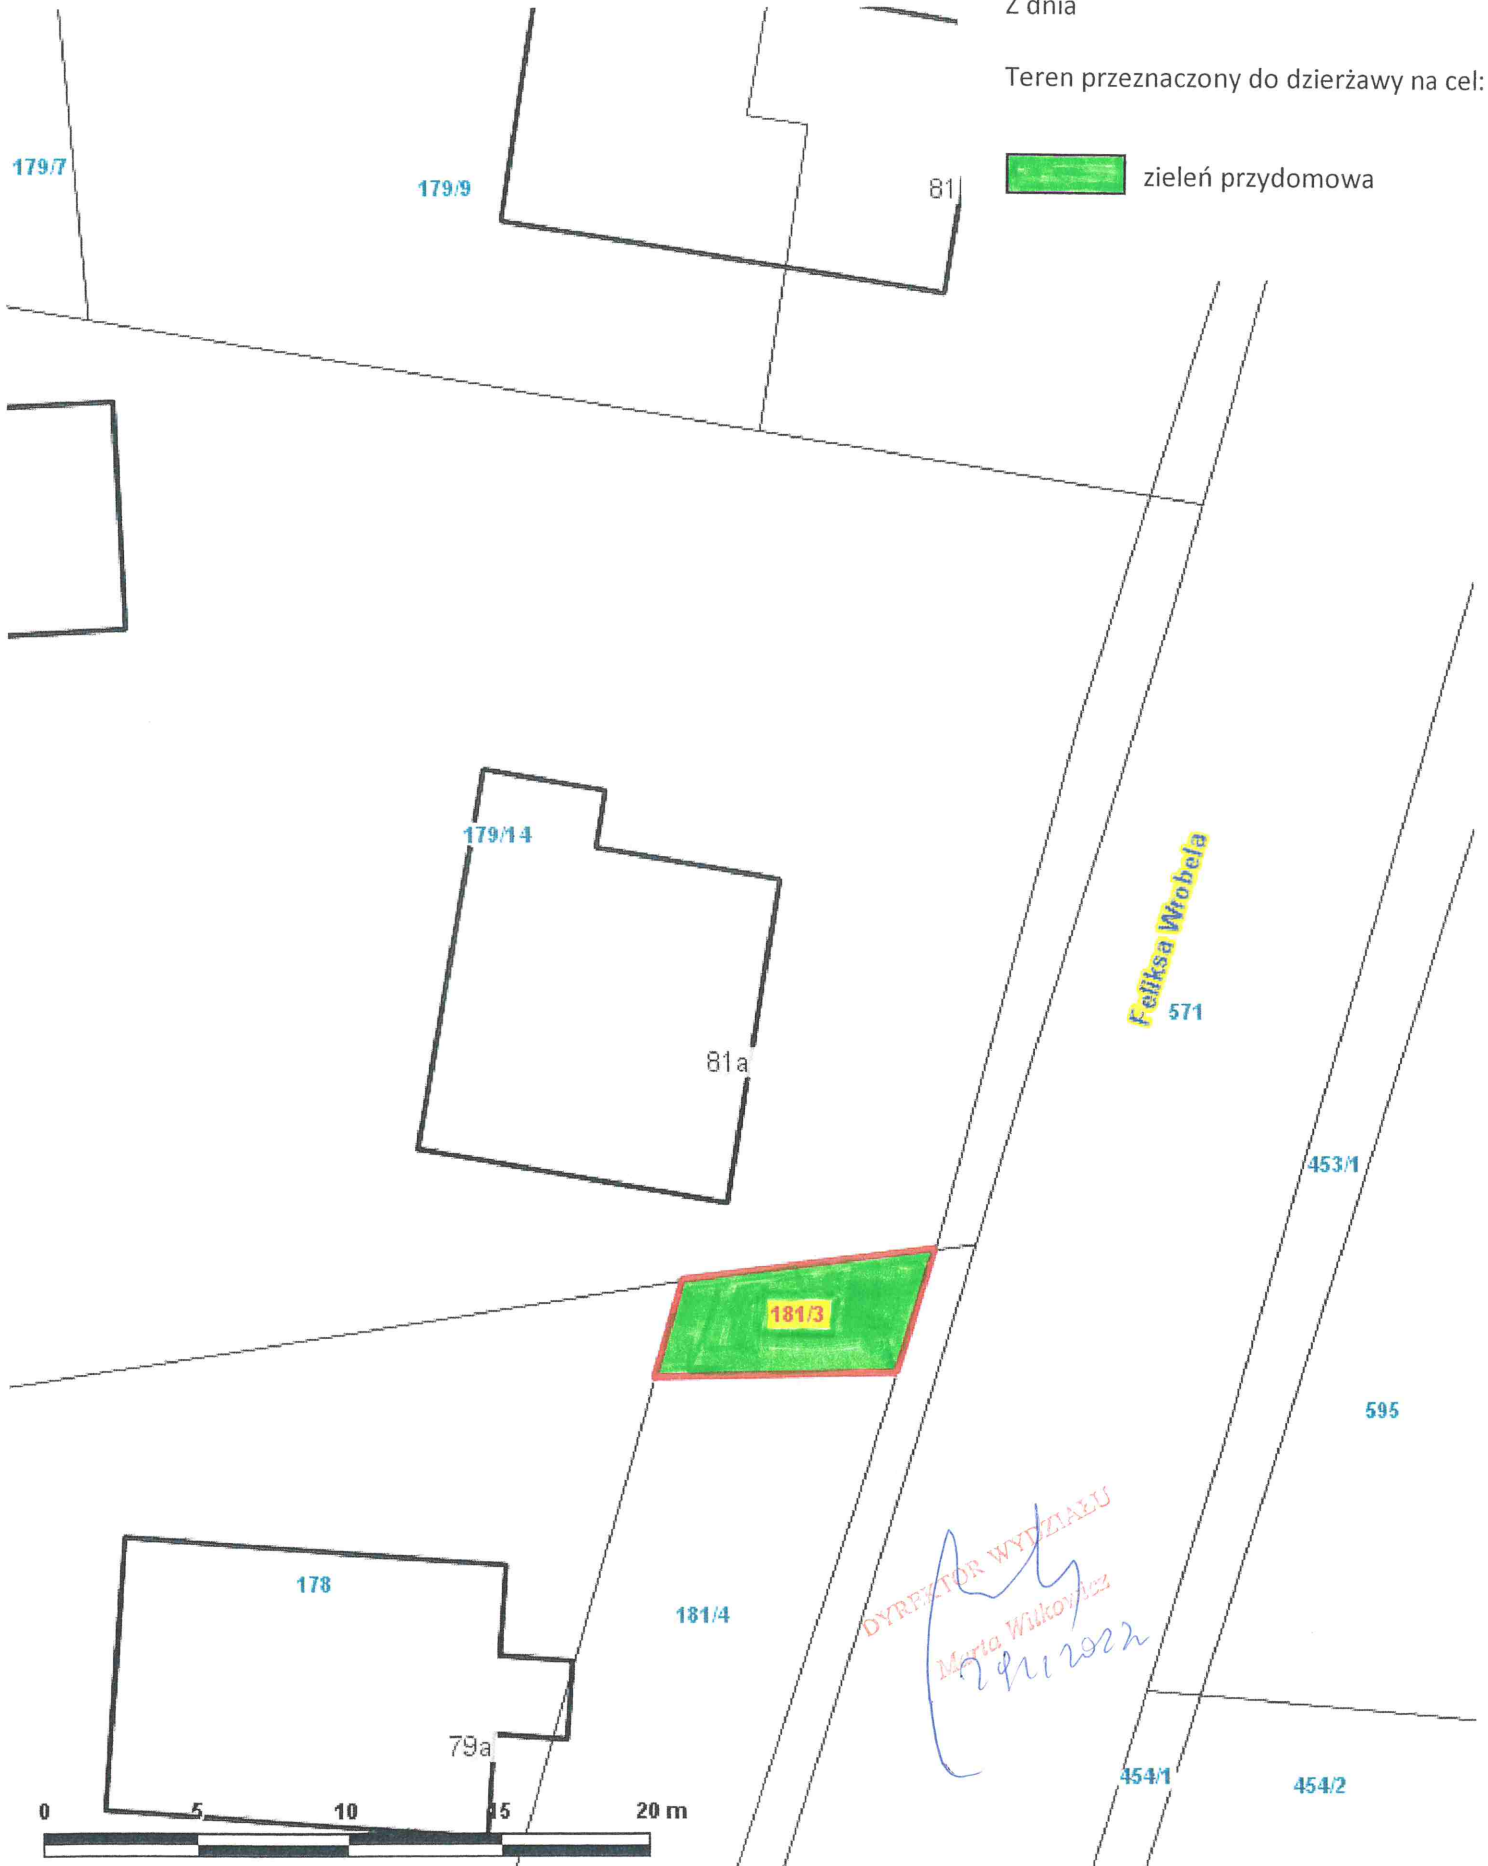 Z dnia
Teren przeznaczony do dzierżawy na cel:
zieleń przydomowa
179/7
179/9
81
179/14
81a
Feliksa Wrobela
571
453/1
181/3
595
178
181/4
DYREKTOR WYDZIAŁU
Marta Witkowicz
79a
454/1
454/2
0 5 10 15 20 m